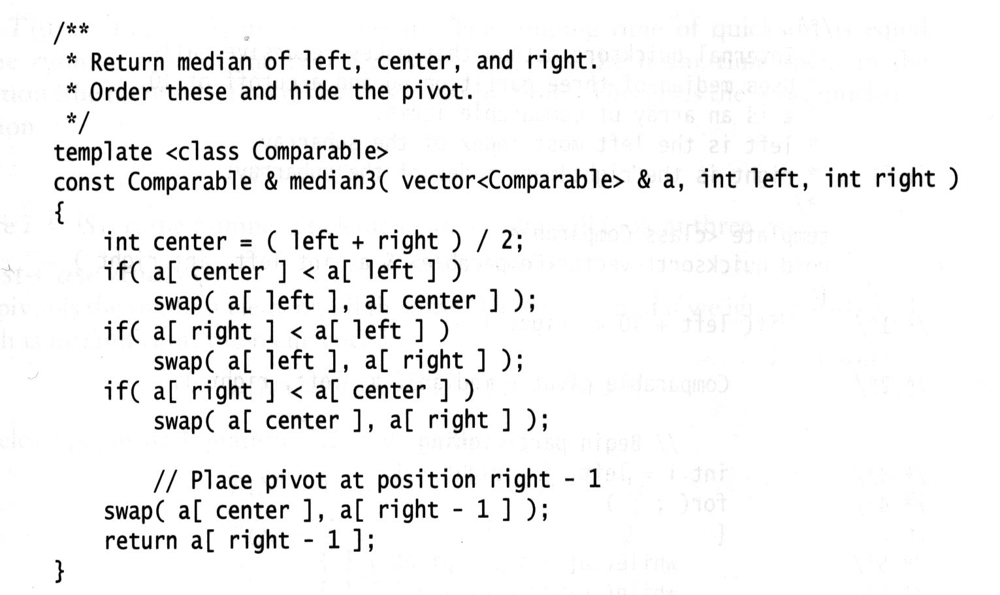 /**
 * Return median of left, center, and right.
 * Order these and hide the pivot.
 */
template <class Comparable>
const Comparable & median3( vector<Comparable> & a, int left, int right )
{
    int center = ( left + right ) / 2;
    if( a[ center ] < a[ left ] )
        swap( a[ left ], a[ center ] );
    if( a[ right ] < a[ left ] )
        swap( a[ left ], a[ right ] );
    if( a[ right ] < a[ center ] )
        swap( a[ center ], a[ right ] );

        // Place pivot at position right - 1
    swap( a[ center ], a[ right - 1 ] );
    return a[ right - 1 ];
}